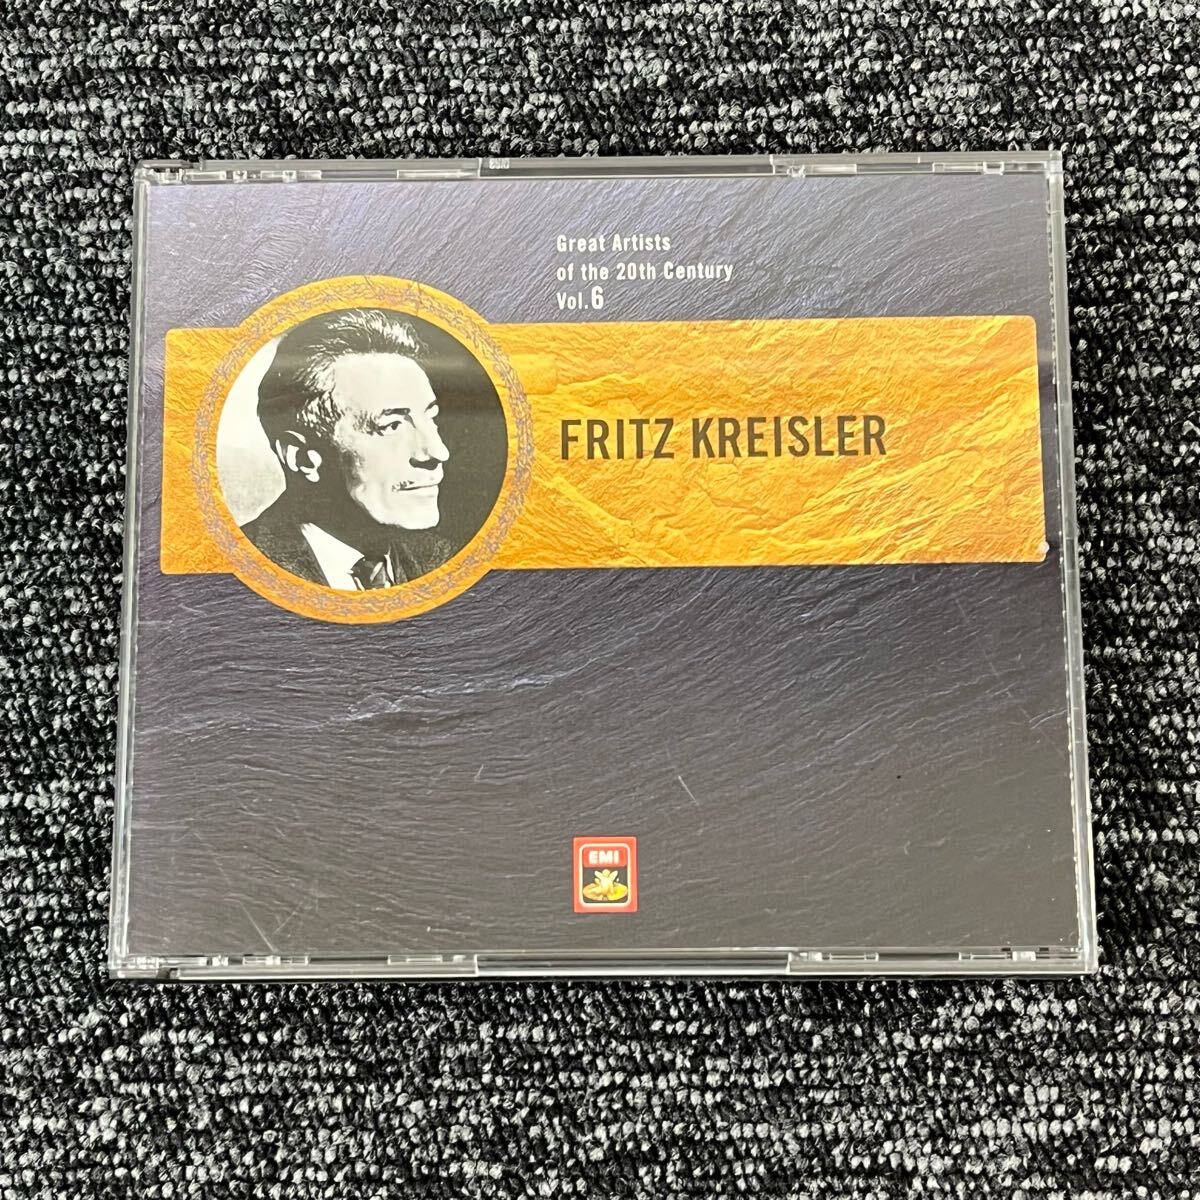 Great Artists
of the 20th Century
Vol.6
FRITZ KREISLER
EMI